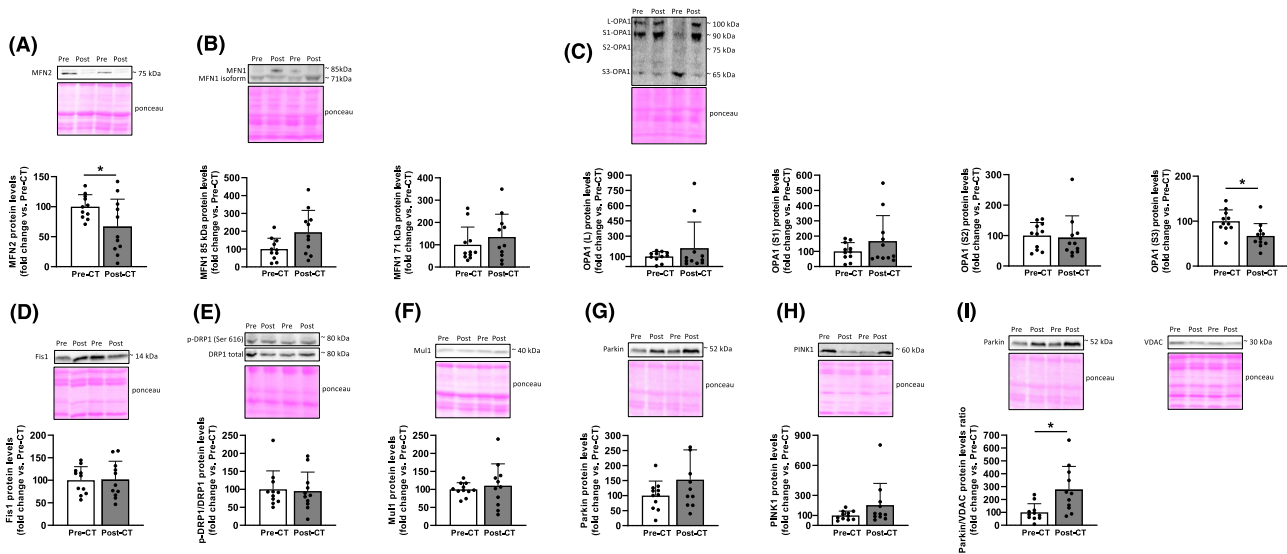 (A)
Pre Post Pre Post
MFN2
~ 75 kDa
ponceau
MFN2 protein levels
(fold change vs. Pre-CT)
150
100
50
0
*
Pre-CT Post-CT
(B)
Pre Post Pre Post
MFN1
~ 85kDa
MFN1 isoform
~ 71kDa
ponceau
MFN1 85 kDa protein levels
(fold change vs. Pre-CT)
500
400
300
200
100
0
Pre-CT Post-CT
MFN1 71 kDa protein levels
(fold change vs. Pre-CT)
500
400
300
200
100
0
Pre-CT Post-CT
(C)
Pre Post Pre Post
L-OPA1
~ 100 kDa
S1-OPA1
~ 90 kDa
S2-OPA1
~ 75 kDa
S3-OPA1
~ 65 kDa
ponceau
OPA1 (L) protein levels
(fold change vs. Pre-CT)
900
750
600
450
300
150
0
Pre-CT Post-CT
OPA1 (S1) protein levels
(fold change vs. Pre-CT)
600
500
400
300
200
100
0
Pre-CT Post-CT
OPA1 (S2) protein levels
(fold change vs. Pre-CT)
300
200
100
0
Pre-CT Post-CT
OPA1 (S3) protein levels
(fold change vs. Pre-CT)
200
150
100
50
0
*
Pre-CT Post-CT
(D)
Pre Post Pre Post
Fis1
~ 14 kDa
ponceau
Fis1 protein levels
(fold change vs. Pre-CT)
200
150
100
50
0
Pre-CT Post-CT
(E)
Pre Post Pre Post
p-DRP1 (Ser 616)
~ 80 kDa
DRP1 total
~ 80 kDa
ponceau
p-DRP1/DRP1 protein levels
(fold change vs. Pre-CT)
250
200
150
100
50
0
Pre-CT Post-CT
(F)
Pre Post Pre Post
Mul1
~ 40 kDa
ponceau
Mul1 protein levels
(fold change vs. Pre-CT)
250
200
150
100
50
0
Pre-CT Post-CT
(G)
Pre Post Pre Post
Parkin
~ 52 kDa
ponceau
Parkin protein levels
(fold change vs. Pre-CT)
300
200
100
0
Pre-CT Post-CT
(H)
Pre Post Pre Post
PINK1
~ 60 kDa
ponceau
PINK1 protein levels
(fold change vs. Pre-CT)
900
800
700
600
500
400
300
200
100
0
Pre-CT Post-CT
(I)
Pre Post Pre Post
Parkin
~ 52 kDa
ponceau
Pre Post Pre Post
VDAC
~ 30 kDa
ponceau
Parkin/VDAC protein levels ratio
(fold change vs. Pre-CT)
700
600
500
400
300
200
100
0
*
Pre-CT Post-CT